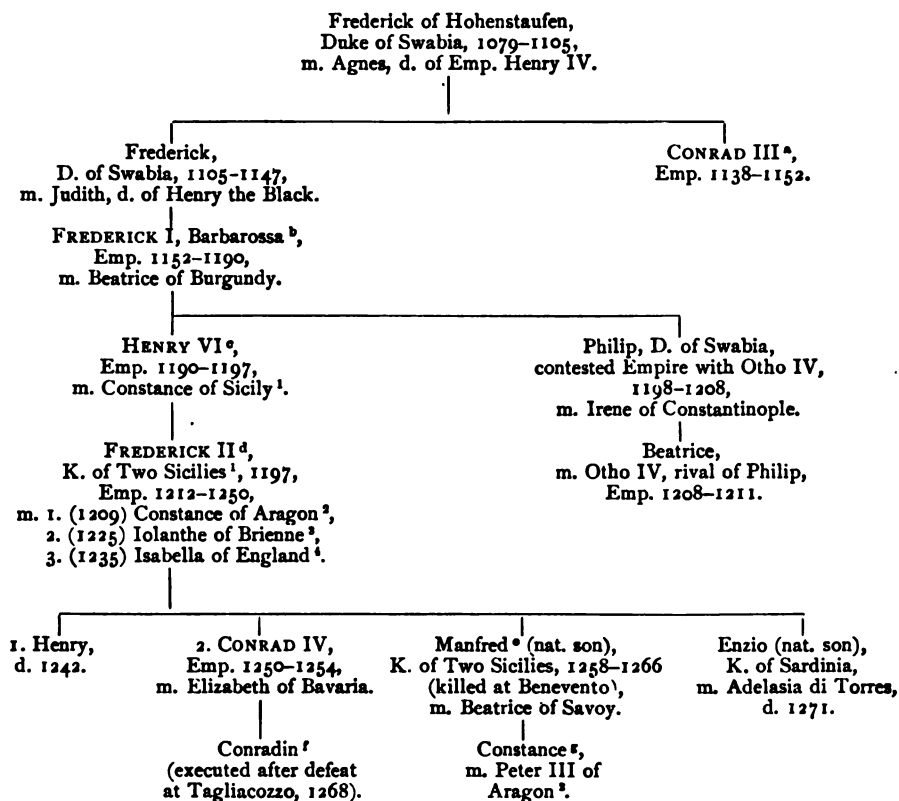 Frederick of Hohenstaufen,
Duke of Swabia, 1079–1105,
m. Agnes, d. of Emp. Henry IV.
Frederick,
D. of Swabia, 1105–1147,
m. Judith, d. of Henry the Black.
CONRAD III ᵃ,
Emp. 1138–1152.
FREDERICK I, Barbarossa ᵇ,
Emp. 1152–1190,
m. Beatrice of Burgundy.
HENRY VI ᶜ,
Emp. 1190–1197,
m. Constance of Sicily ¹.
Philip, D. of Swabia,
contested Empire with Otho IV,
1198–1208,
m. Irene of Constantinople.
FREDERICK II ᵈ,
K. of Two Sicilies ¹, 1197,
Emp. 1212–1250,
m. 1. (1209) Constance of Aragon ²,
2. (1225) Iolanthe of Brienne ³,
3. (1235) Isabella of England ⁴.
Beatrice,
m. Otho IV, rival of Philip,
Emp. 1208–1211.
1. Henry,
d. 1242.
2. CONRAD IV,
Emp. 1250–1254,
m. Elizabeth of Bavaria.
Manfred ᵉ (nat. son),
K. of Two Sicilies, 1258–1266
(killed at Benevento),
m. Beatrice of Savoy.
Enzio (nat. son),
K. of Sardinia,
m. Adelasia di Torres,
d. 1271.
Conradin ᶠ
(executed after defeat
at Tagliacozzo, 1268).
Constance ᵍ,
m. Peter III of
Aragon ².